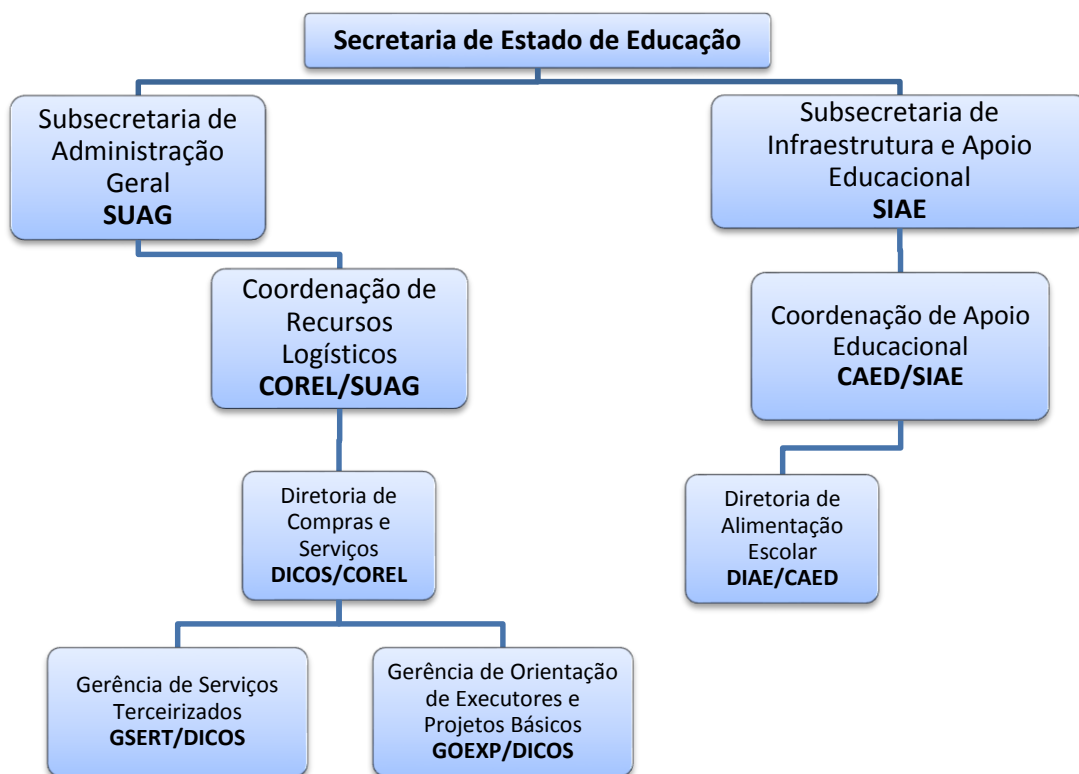 Secretaria de Estado de Educação
Subsecretaria de
Administração
Geral
SUAG
Subsecretaria de
Infraestrutura e Apoio
Educacional
SIAE
Coordenação de
Recursos
Logísticos
COREL/SUAG
Coordenação de Apoio
Educacional
CAED/SIAE
Diretoria de
Compras e
Serviços
DICOS/COREL
Diretoria de
Alimentação
Escolar
DIAE/CAED
Gerência de Serviços
Terceirizados
GSERT/DICOS
Gerência de Orientação
de Executores e
Projetos Básicos
GOEXP/DICOS